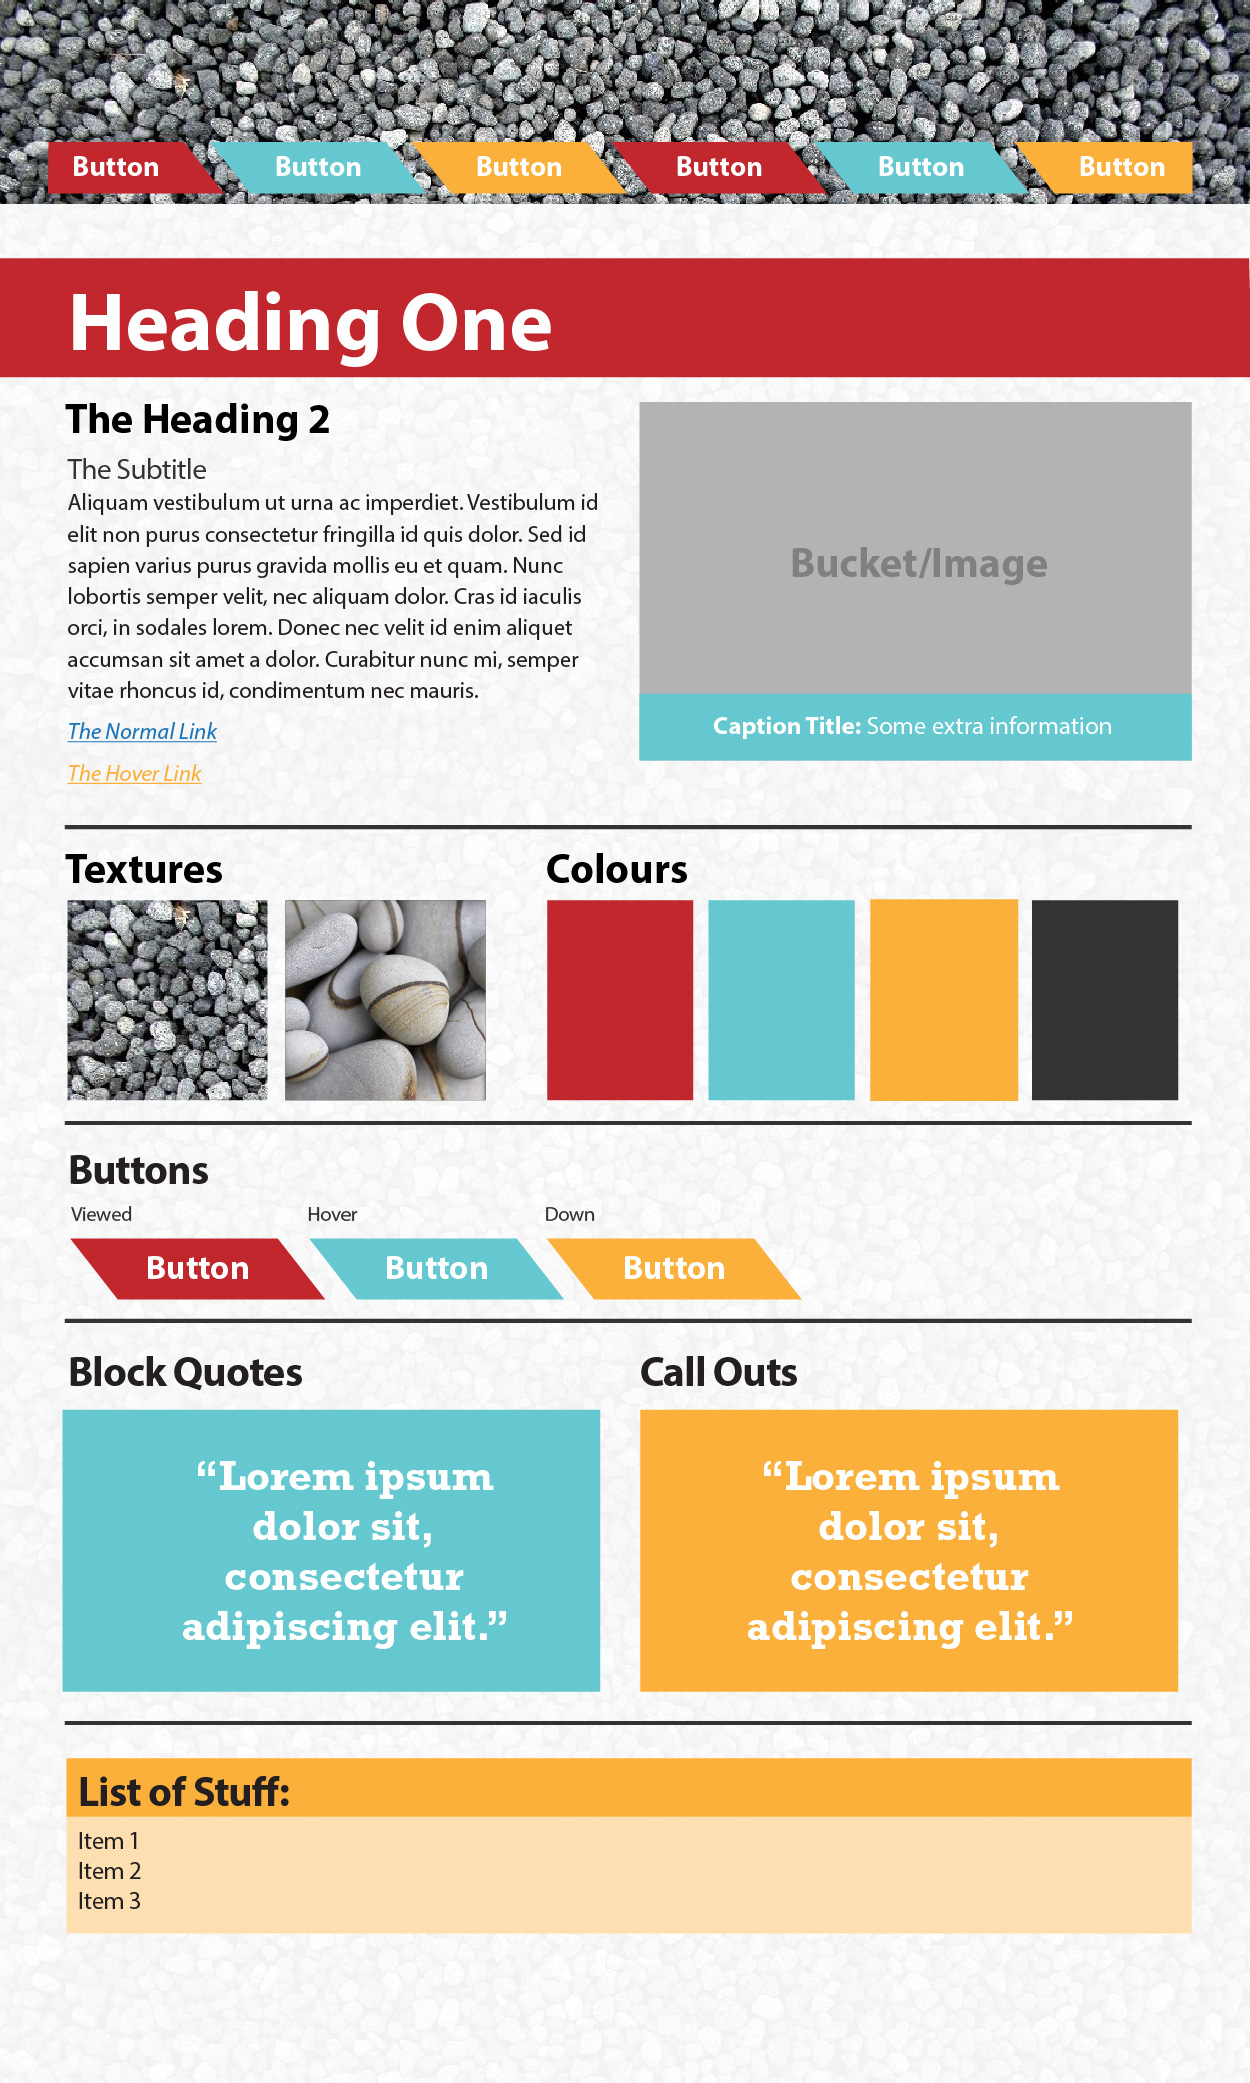 Button Button Button Button Button Button
Heading One
The Heading 2
The Subtitle
Aliquam vestibulum ut urna ac imperdiet. Vestibulum id
elit non purus consectetur fringilla id quis dolor. Sed id
sapien varius purus gravida mollis eu et quam. Nunc
lobortis semper velit, nec aliquam dolor. Cras id iaculis
orci, in sodales lorem. Donec nec velit id enim aliquet
accumsan sit amet a dolor. Curabitur nunc mi, semper
vitae rhoncus id, condimentum nec mauris.
The Normal Link
The Hover Link
Bucket/Image
Caption Title: Some extra information
Textures
Colours
Buttons
Viewed
Hover
Down
Button
Button
Button
Block Quotes
“Lorem ipsum
dolor sit,
consectetur
adipiscing elit.”
Call Outs
“Lorem ipsum
dolor sit,
consectetur
adipiscing elit.”
List of Stuff:
Item 1
Item 2
Item 3